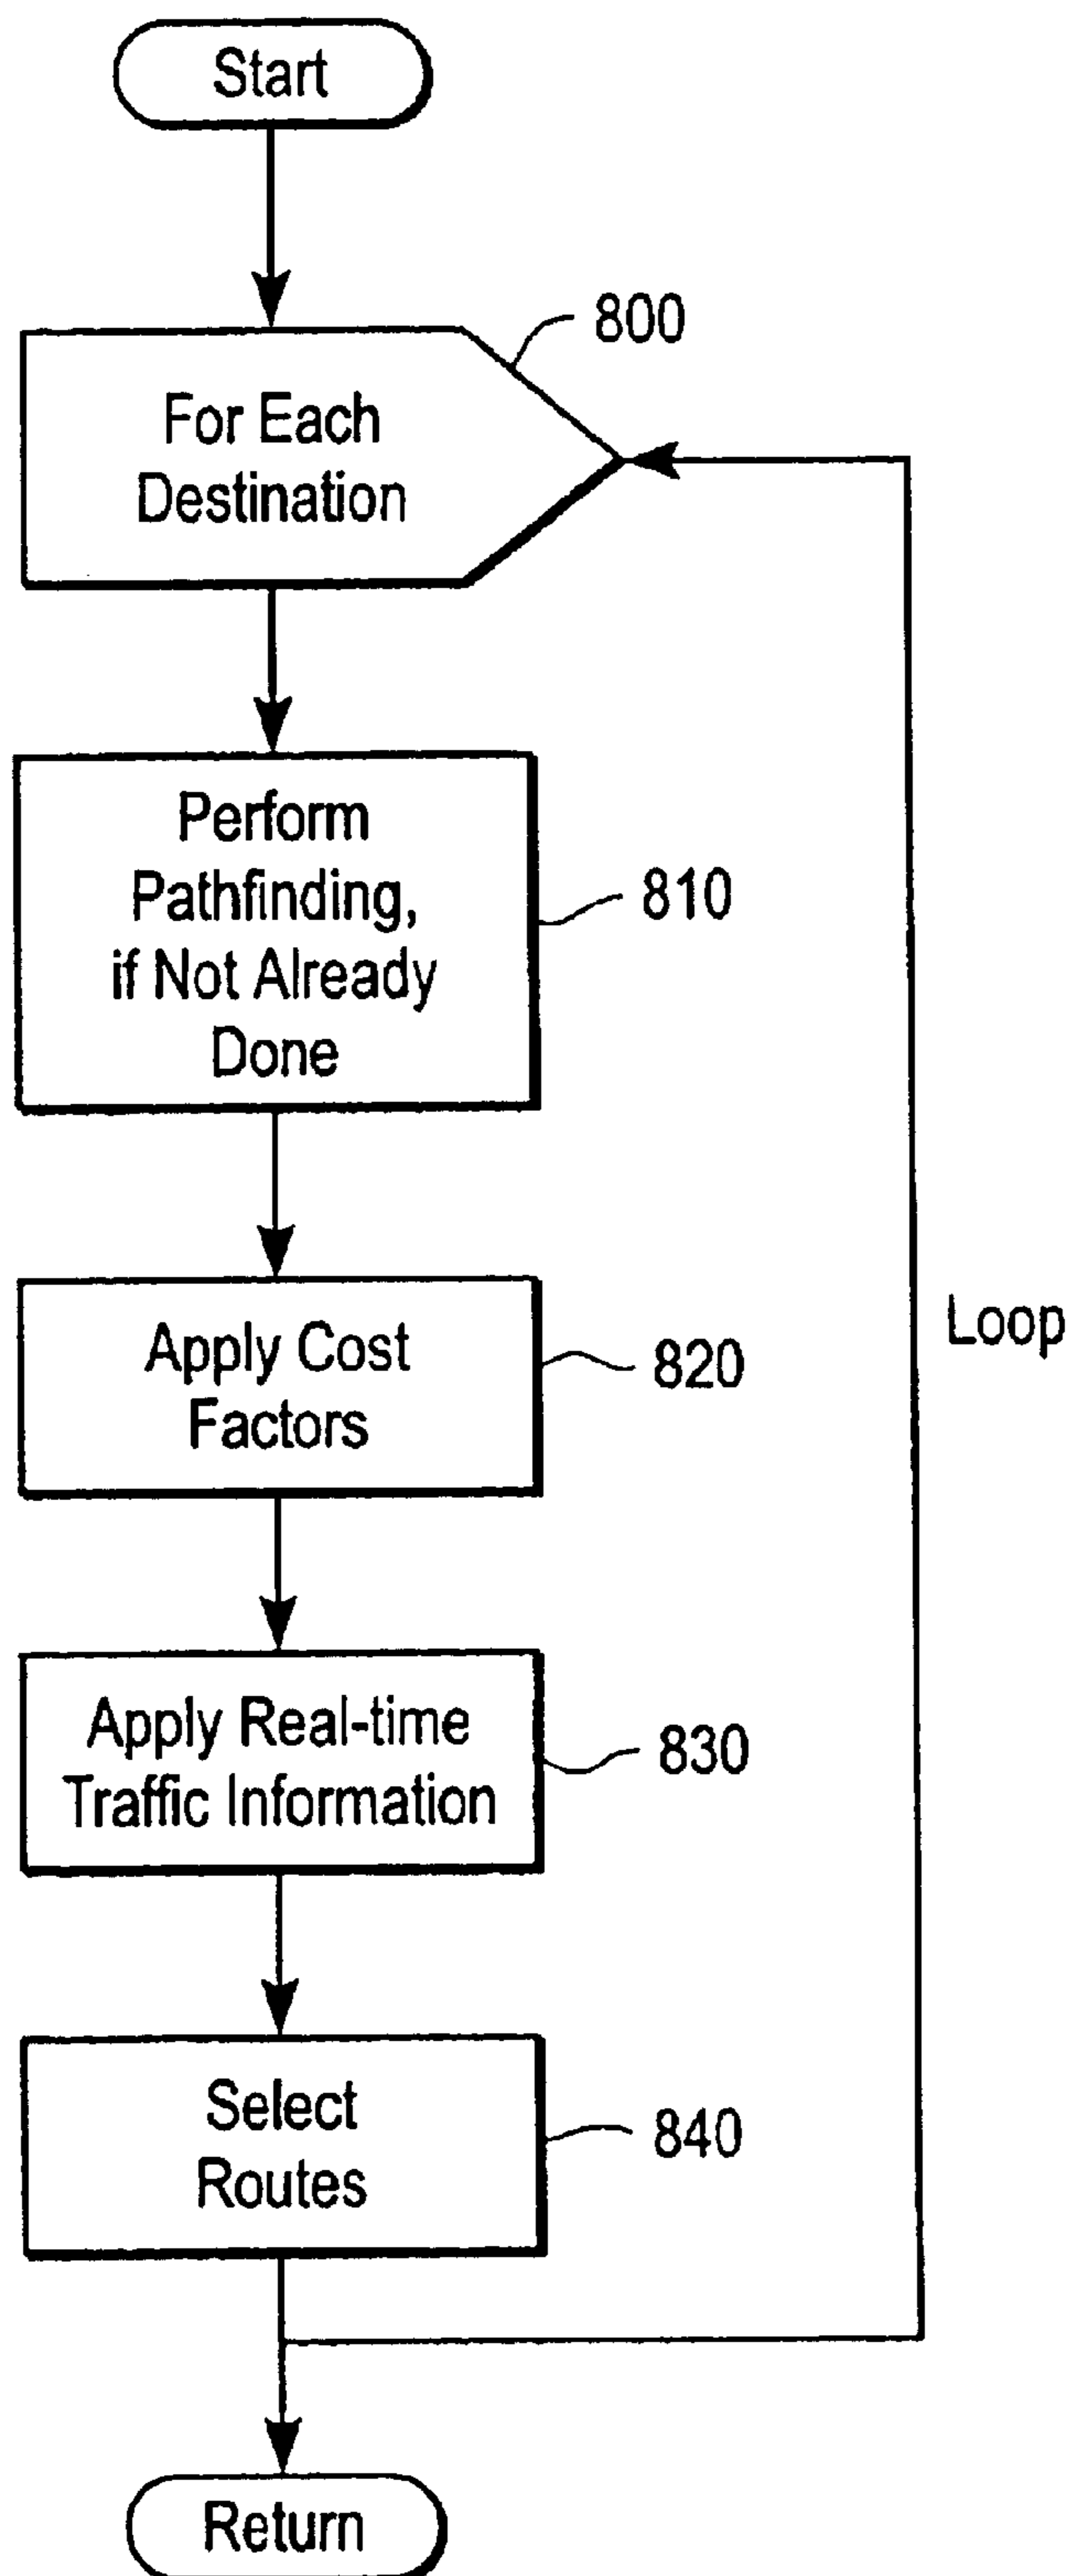 Start
800
For Each
Destination
Perform
Pathfinding,
if Not Already
Done
810
Loop
Apply Cost
Factors
820
Apply Real-time
Traffic Information
830
Select
Routes
840
Return